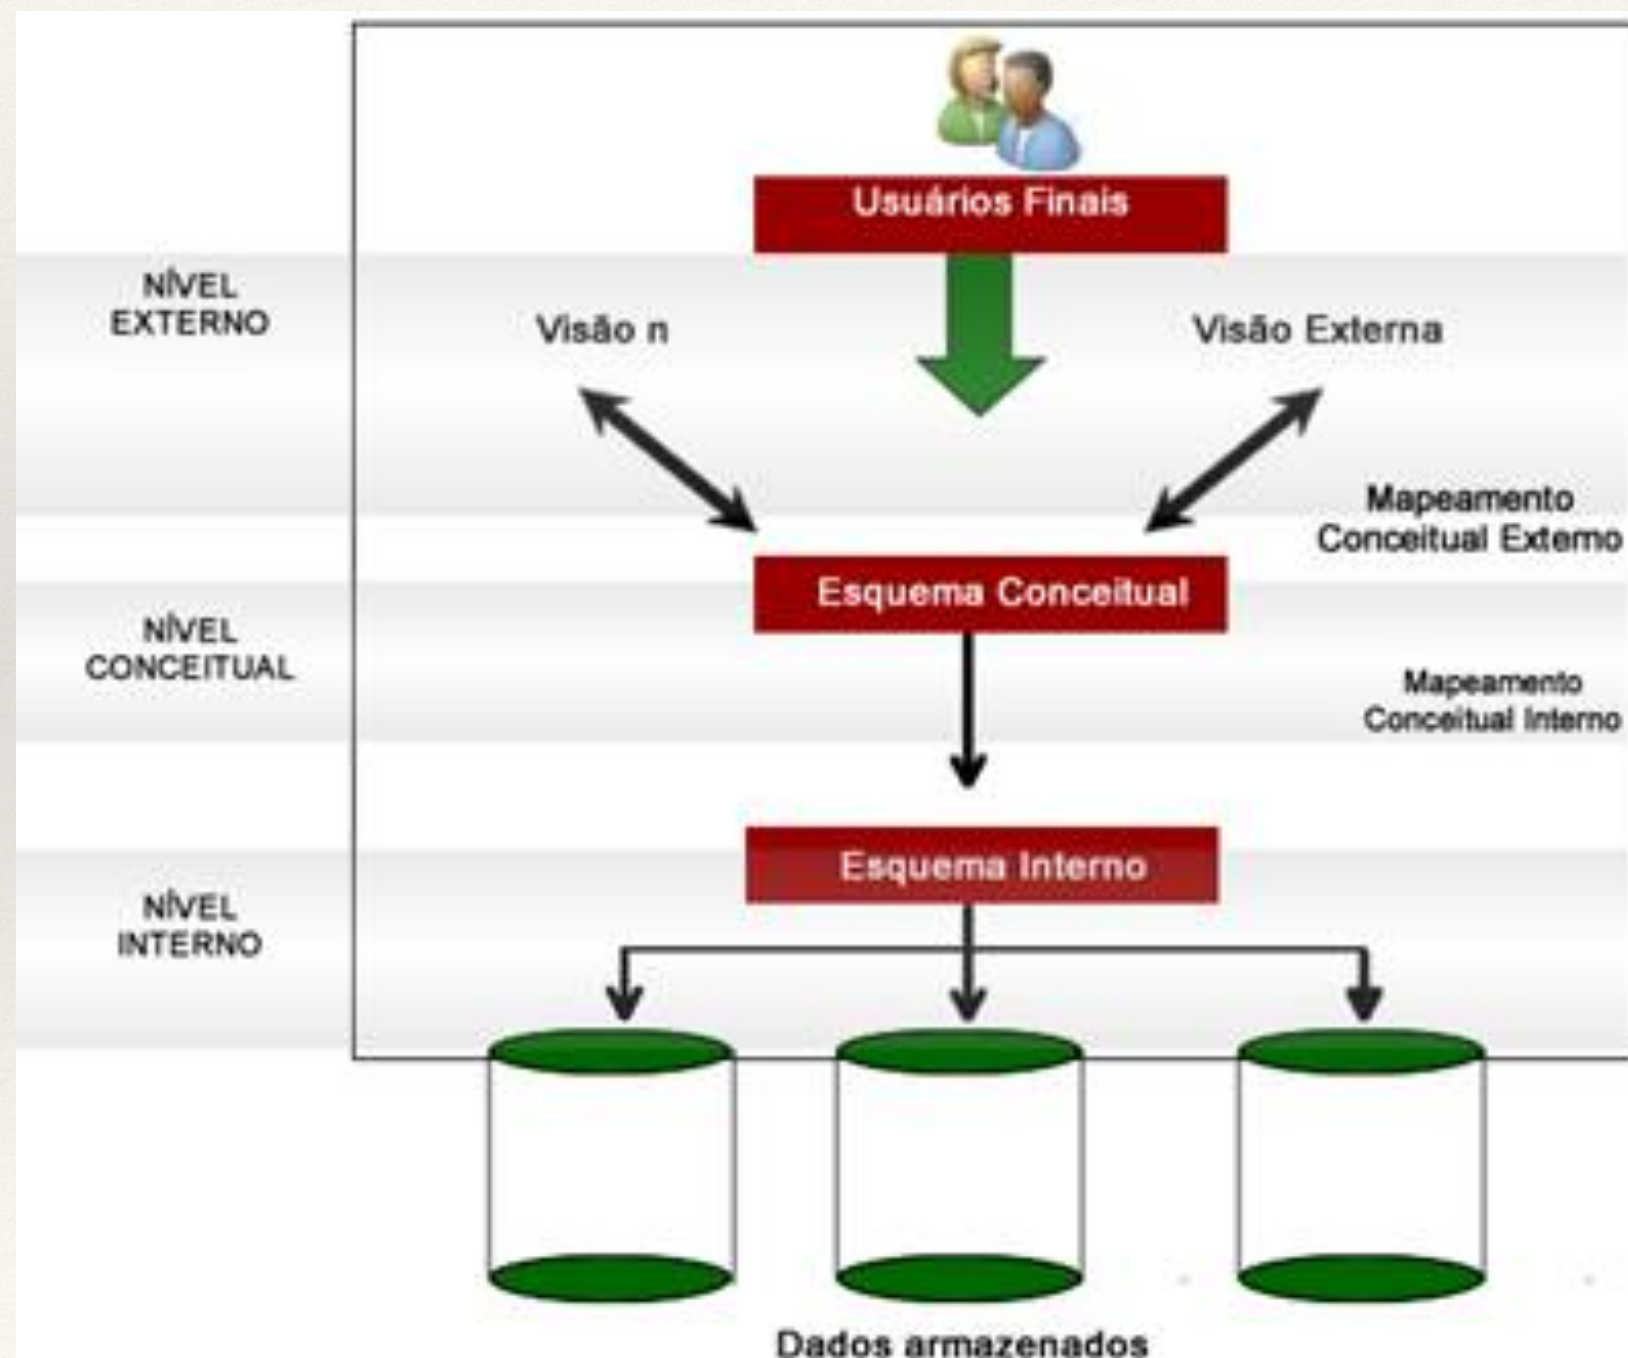 Usuários Finais
NÍVEL
EXTERNO
Visão n
Visão Externa
Mapeamento
Conceitual Externo
Esquema Conceitual
NÍVEL
CONCEITUAL
Mapeamento
Conceitual Interno
Esquema Interno
NÍVEL
INTERNO
Dados armazenados